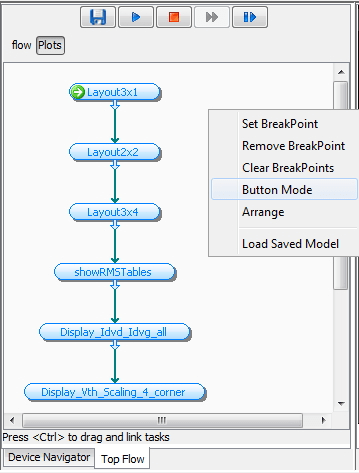 flow Plots
Layout3x1
Layout2x2
Layout3x4
showRMSTables
Display_Idvd_Idvg_all
Display_Vth_Scaling_4_corner
Set BreakPoint
Remove BreakPoint
Clear BreakPoints
Button Mode
Arrange
Load Saved Model
Press <Ctrl> to drag and link tasks
Device Navigator Top Flow